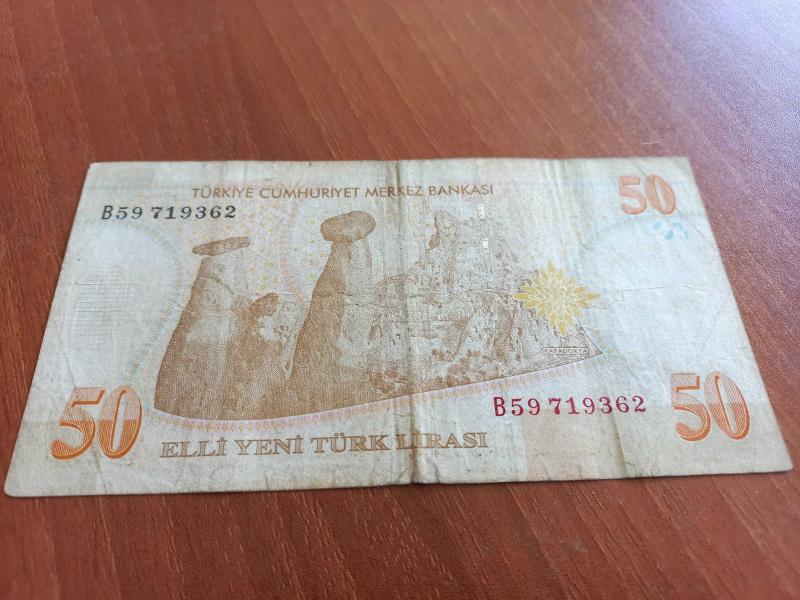 TÜRKİYE CUMHURİYET MERKEZ BANKASI
50
B59 719362
KAPADOKYA
B59 719362
50
50
ELLİ YENİ TÜRK LİRASI